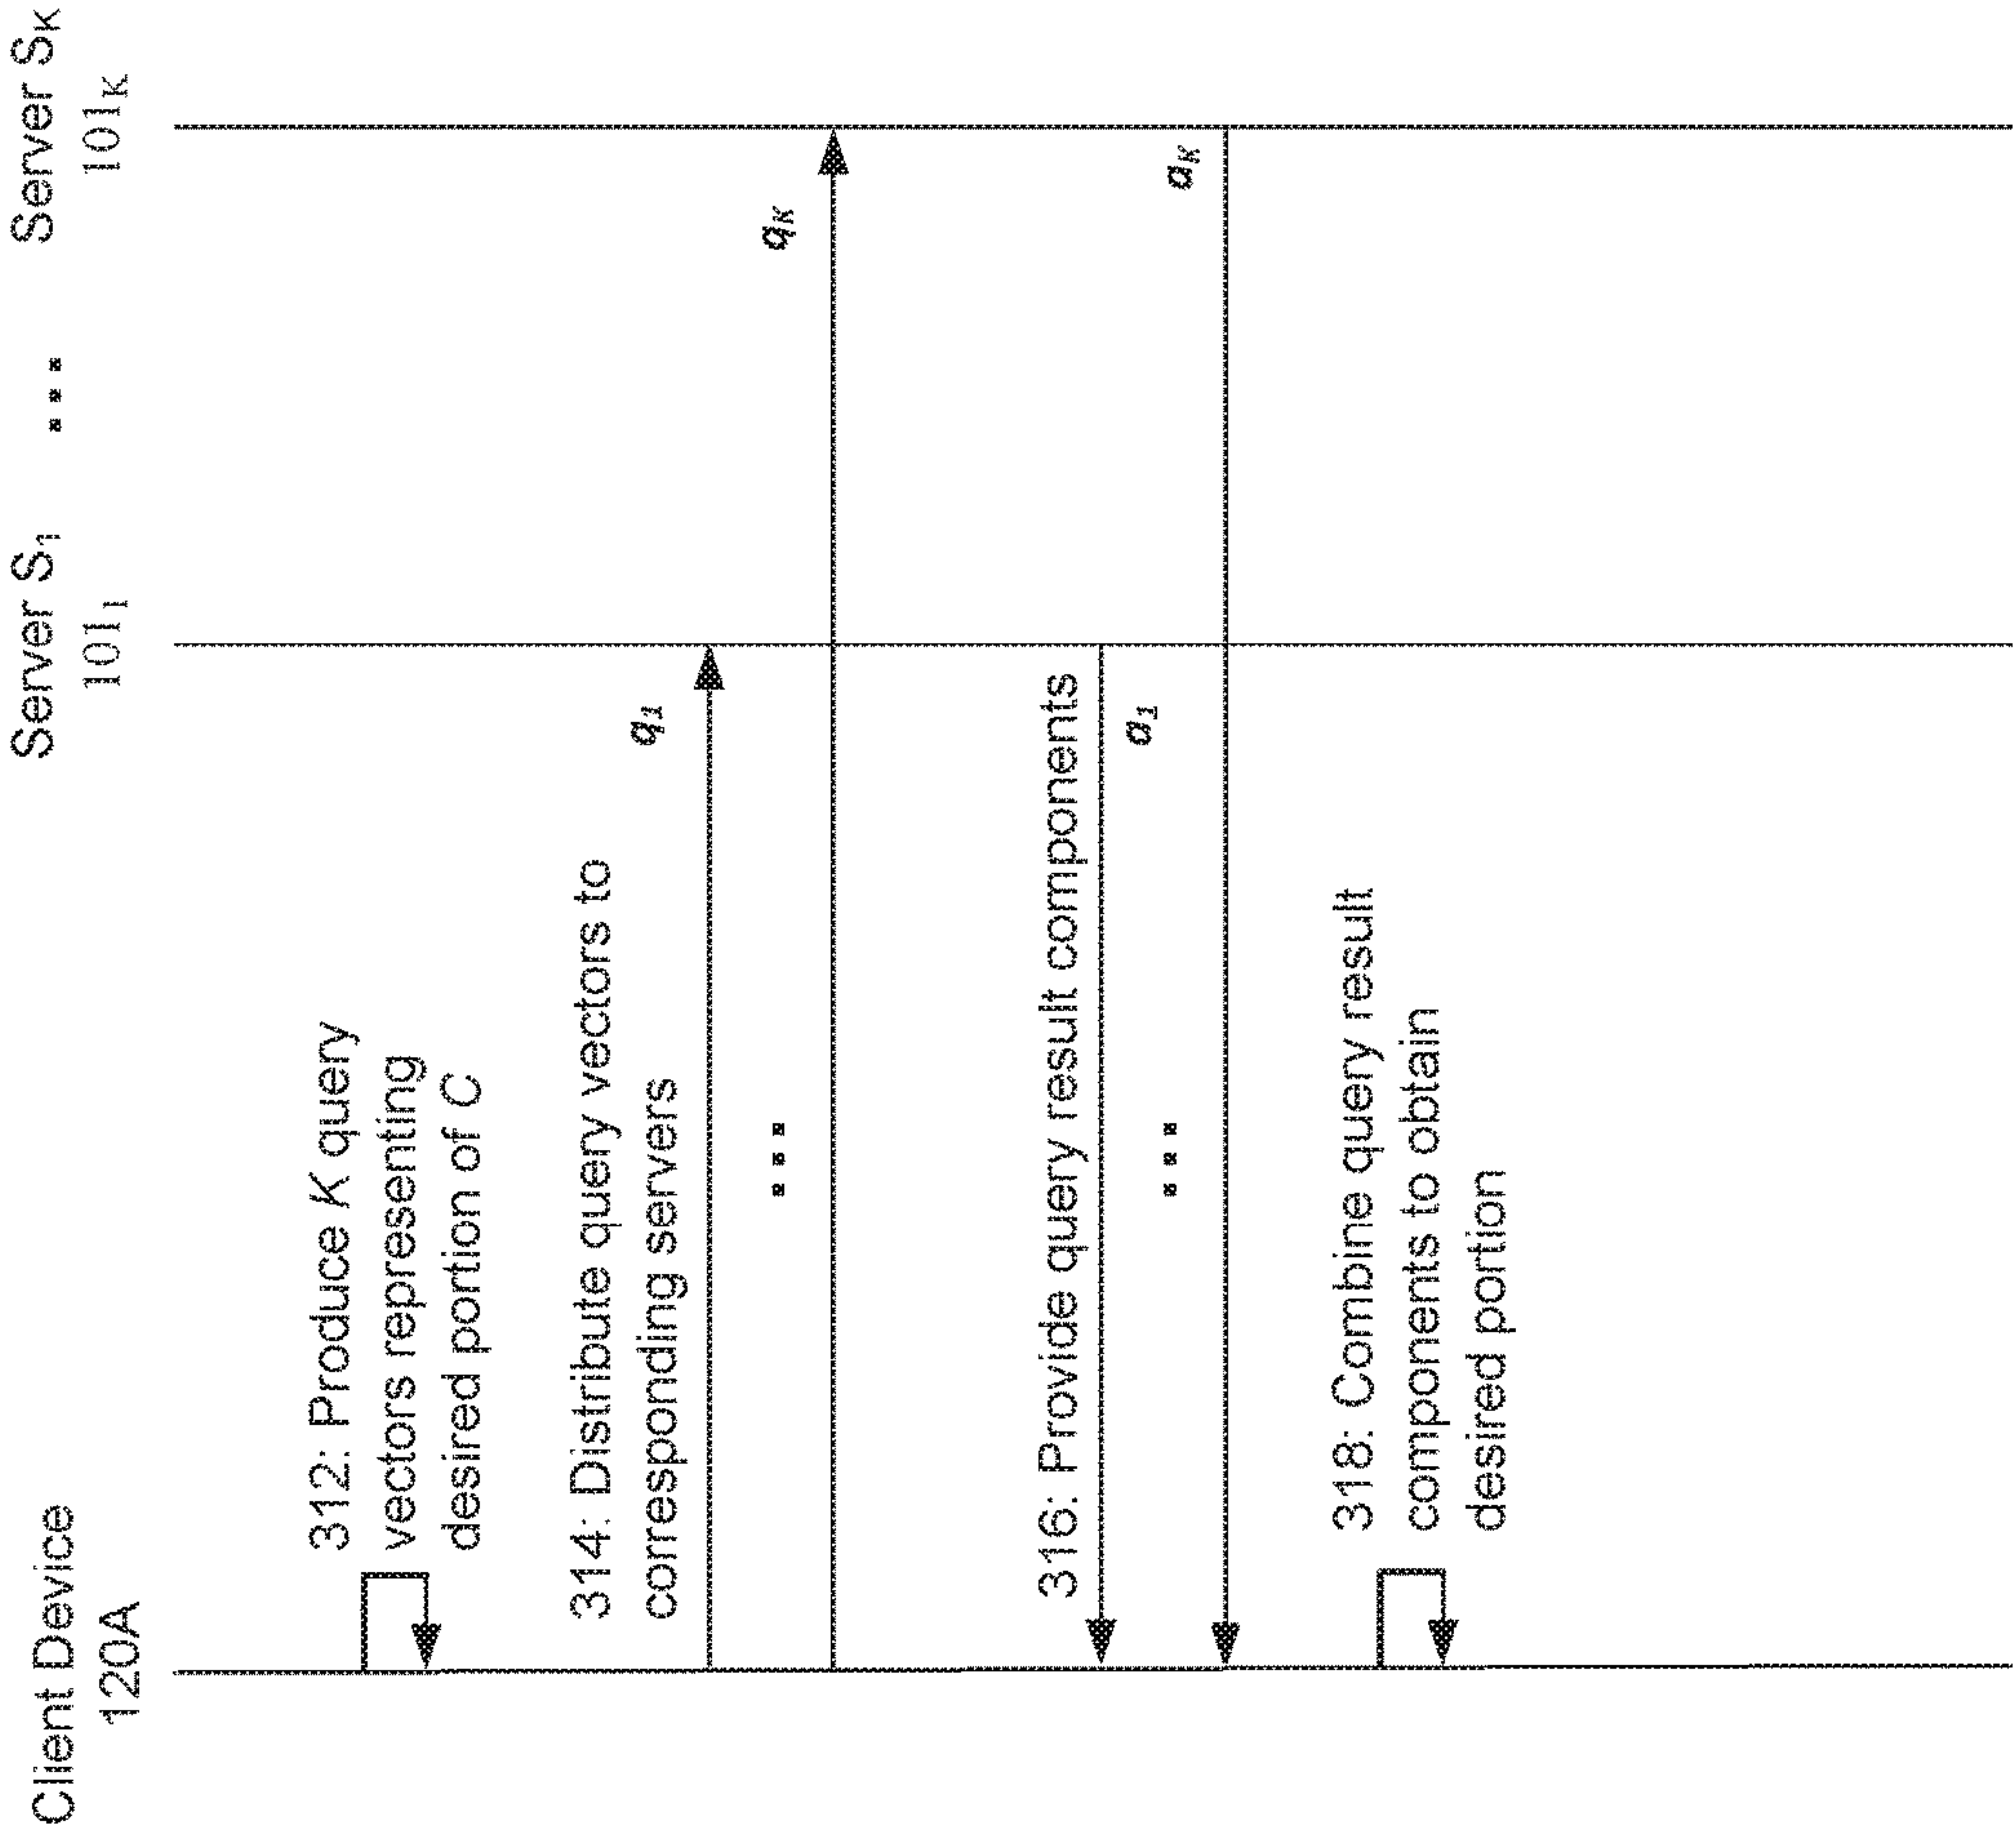 Client Device
120A
Server S₁
101₁
...
Server Sₖ
101ₖ
312: Produce K query
vectors representing
desired portion of C
314: Distribute query vectors to
corresponding servers
q₁
...
qₖ
316: Provide query result components
a₁
...
aₖ
318: Combine query result
components to obtain
desired portion